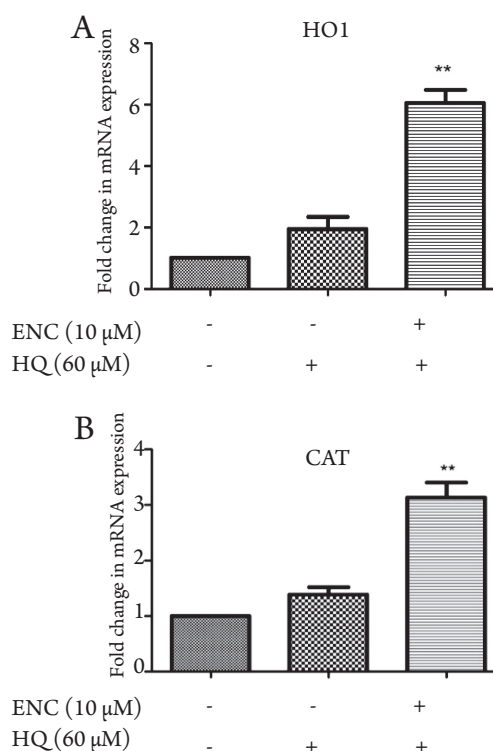 A
HO1
Fold change in mRNA expression
8
**
6
4
2
0
ENC (10 μM) - - +
HQ (60 μM) - + +
B
CAT
Fold change in mRNA expression
4
**
3
2
1
0
ENC (10 μM) - - +
HQ (60 μM) - + +